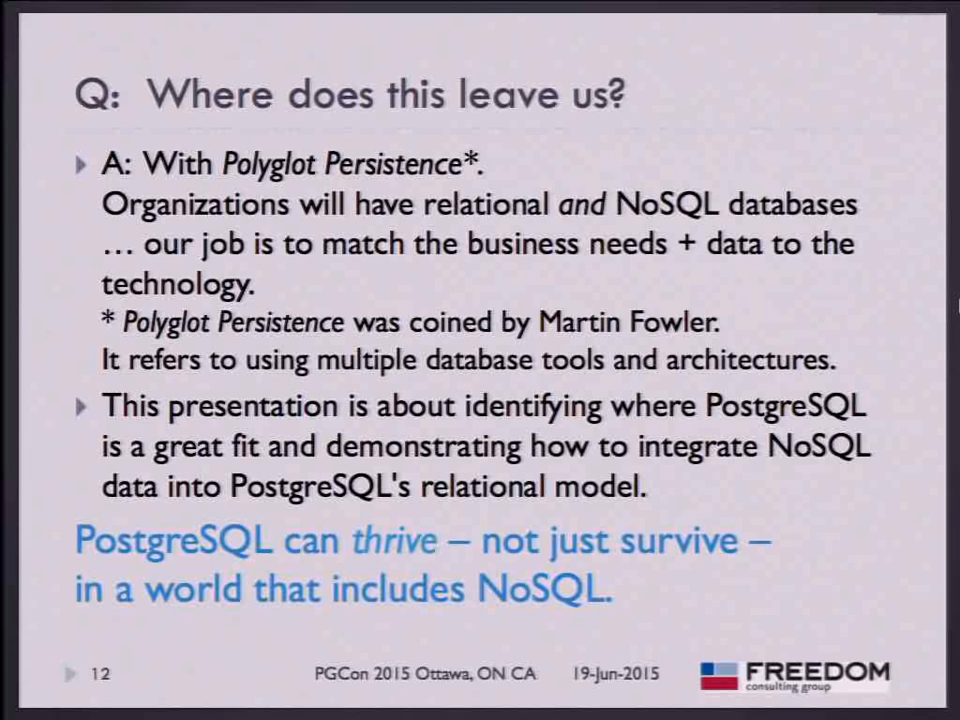 Q: Where does this leave us?
A: With Polyglot Persistence*.
Organizations will have relational and NoSQL databases
… our job is to match the business needs + data to the
technology.
* Polyglot Persistence was coined by Martin Fowler.
It refers to using multiple database tools and architectures.
This presentation is about identifying where PostgreSQL
is a great fit and demonstrating how to integrate NoSQL
data into PostgreSQL's relational model.
PostgreSQL can thrive – not just survive –
in a world that includes NoSQL.
12 PGCon 2015 Ottawa, ON CA 19-Jun-2015 FREEDOM
consulting group